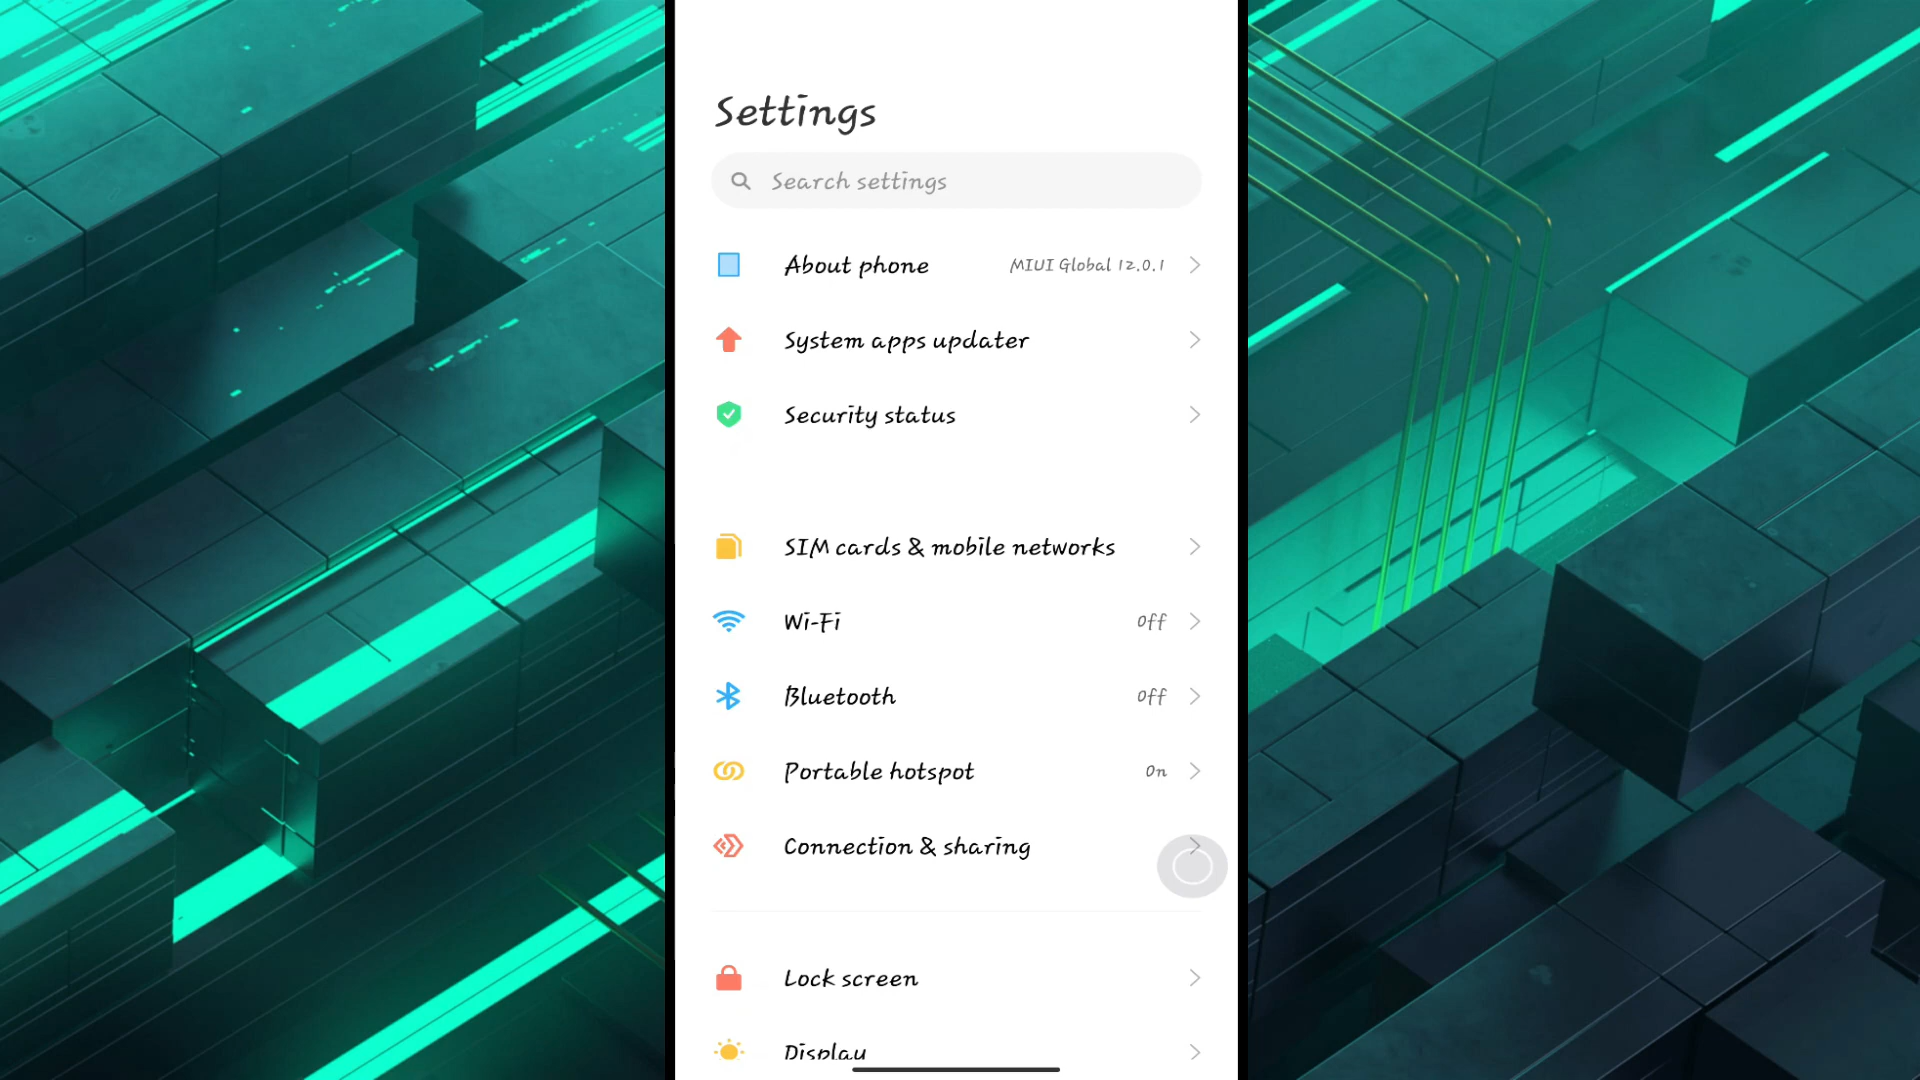 Settings
Search settings
About phone MIUI Global 12.0.1
System apps updater
Security status
SIM cards & mobile networks
Wi-Fi Off
Bluetooth Off
Portable hotspot On
Connection & sharing
Lock screen
Display